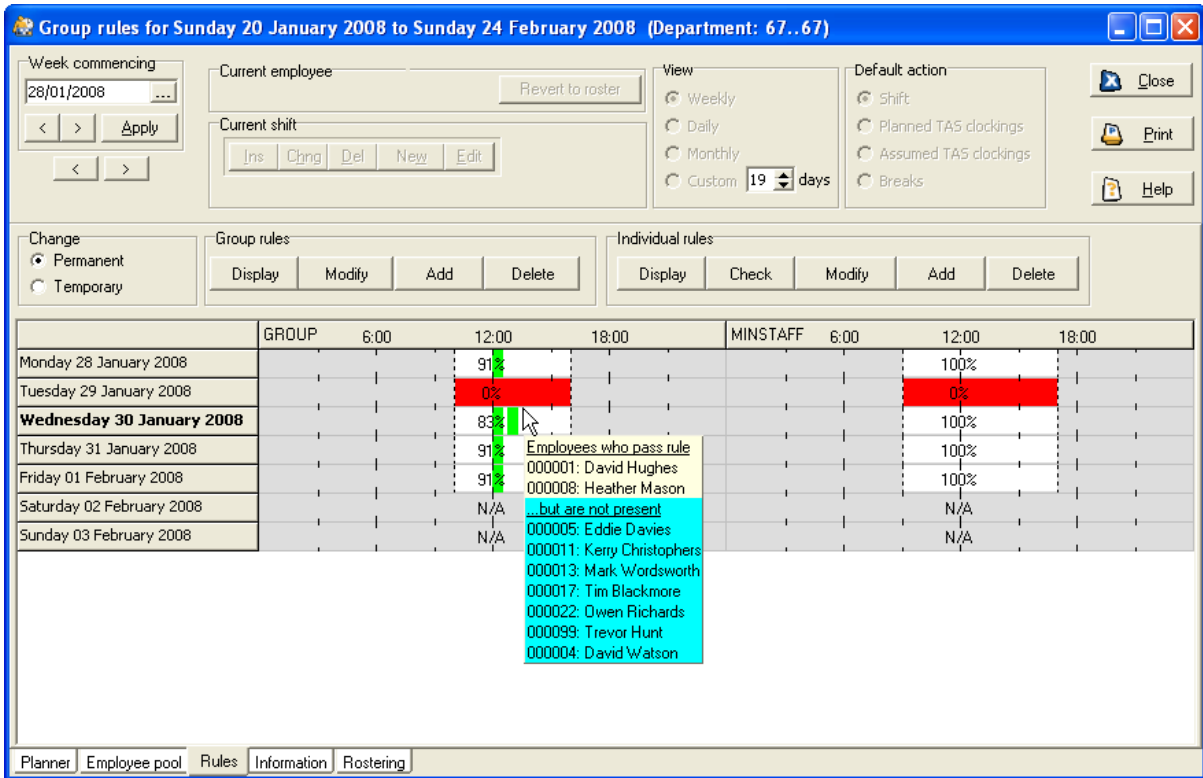 Group rules for Sunday 20 January 2008 to Sunday 24 February 2008 (Department: 67..67)
Week commencing
28/01/2008 ...
< > Apply
< >
Current employee
Revert to roster
Current shift
Ins Chng Del New Edit
View
Weekly
Daily
Monthly
Custom 19 days
Default action
Shift
Planned TAS clockings
Assumed TAS clockings
Breaks
Close
Print
Help
Change
Permanent
Temporary
Group rules
Display Modify Add Delete
Individual rules
Display Check Modify Add Delete
GROUP 6:00 12:00 18:00 MINSTAFF 6:00 12:00 18:00
Monday 28 January 2008 91% 100%
Tuesday 29 January 2008 0% 0%
Wednesday 30 January 2008 83% 100%
Thursday 31 January 2008 91% 100%
Friday 01 February 2008 91% 100%
Saturday 02 February 2008 N/A N/A
Sunday 03 February 2008 N/A N/A
Employees who pass rule
000001: David Hughes
000008: Heather Mason
...but are not present
000005: Eddie Davies
000011: Kerry Christophers
000013: Mark Wordsworth
000017: Tim Blackmore
000022: Owen Richards
000099: Trevor Hunt
000004: David Watson
Planner Employee pool Rules Information Rostering